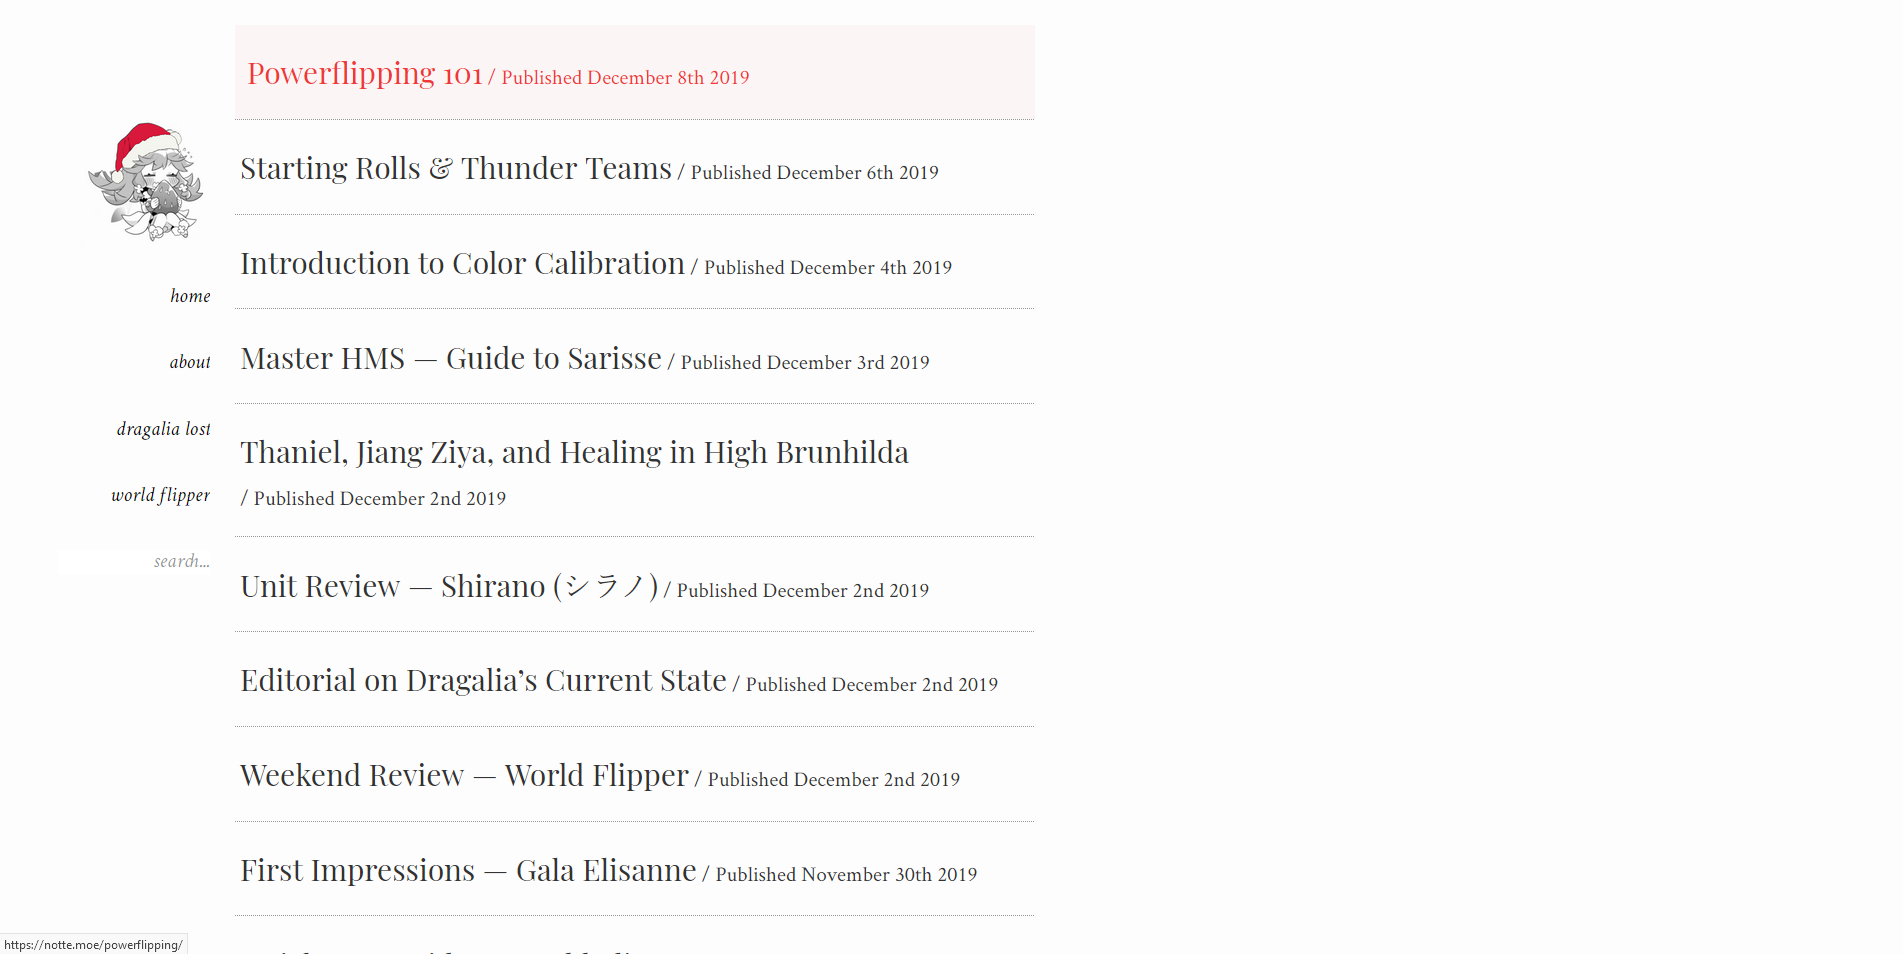 home
about
dragalia lost
world flipper
search...
Powerflipping 101 / Published December 8th 2019
Starting Rolls & Thunder Teams / Published December 6th 2019
Introduction to Color Calibration / Published December 4th 2019
Master HMS — Guide to Sarisse / Published December 3rd 2019
Thaniel, Jiang Ziya, and Healing in High Brunhilda
/ Published December 2nd 2019
Unit Review — Shirano (シラノ) / Published December 2nd 2019
Editorial on Dragalia’s Current State / Published December 2nd 2019
Weekend Review — World Flipper / Published December 2nd 2019
First Impressions — Gala Elisanne / Published November 30th 2019
https://notte.moe/powerflipping/